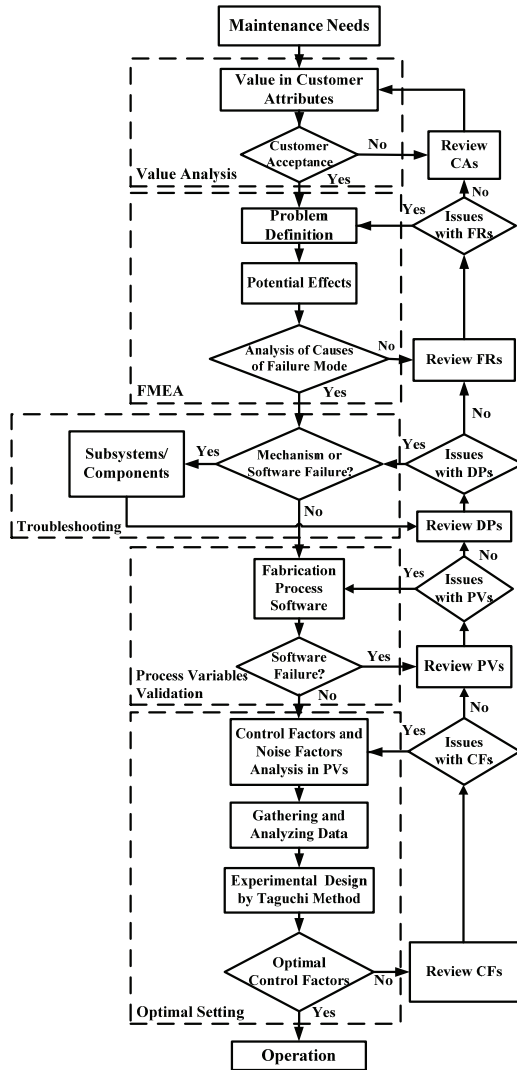 Maintenance Needs
Value in Customer
Attributes
Customer
Acceptance
No
Review
CAs
Value Analysis
Yes
No
Problem
Definition
Yes
Issues
with FRs
Potential Effects
Analysis of Causes
of Failure Mode
No
Review FRs
FMEA
Yes
No
Subsystems/
Components
Yes
Mechanism or
Software Failure?
Yes
Issues
with DPs
No
Troubleshooting
Review DPs
No
Fabrication
Process
Software
Yes
Issues
with PVs
Software
Failure?
Yes
Review PVs
Process Variables
Validation
No
No
Control Factors and
Noise Factors
Analysis in PVs
Yes
Issues
with CFs
Gathering and
Analyzing Data
Experimental Design
by Taguchi Method
Optimal
Control Factors
No
Review CFs
Optimal Setting
Yes
Operation